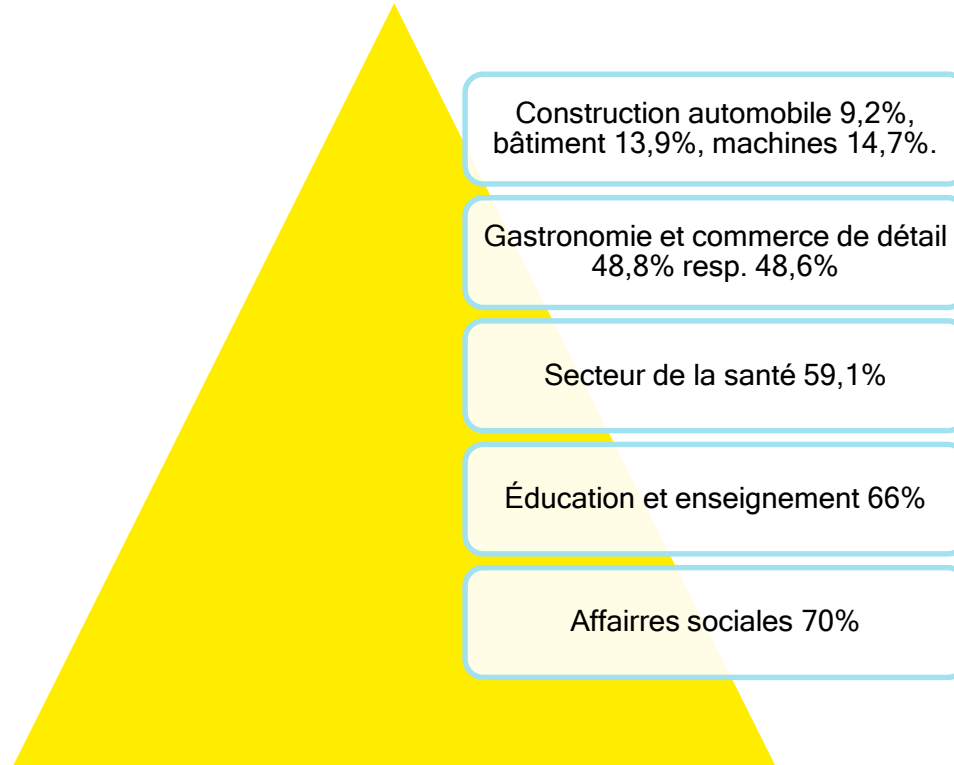 Construction automobile 9,2%,
bâtiment 13,9%, machines 14,7%.
Gastronomie et commerce de détail
48,8% resp. 48,6%
Secteur de la santé 59,1%
Éducation et enseignement 66%
Affairres sociales 70%